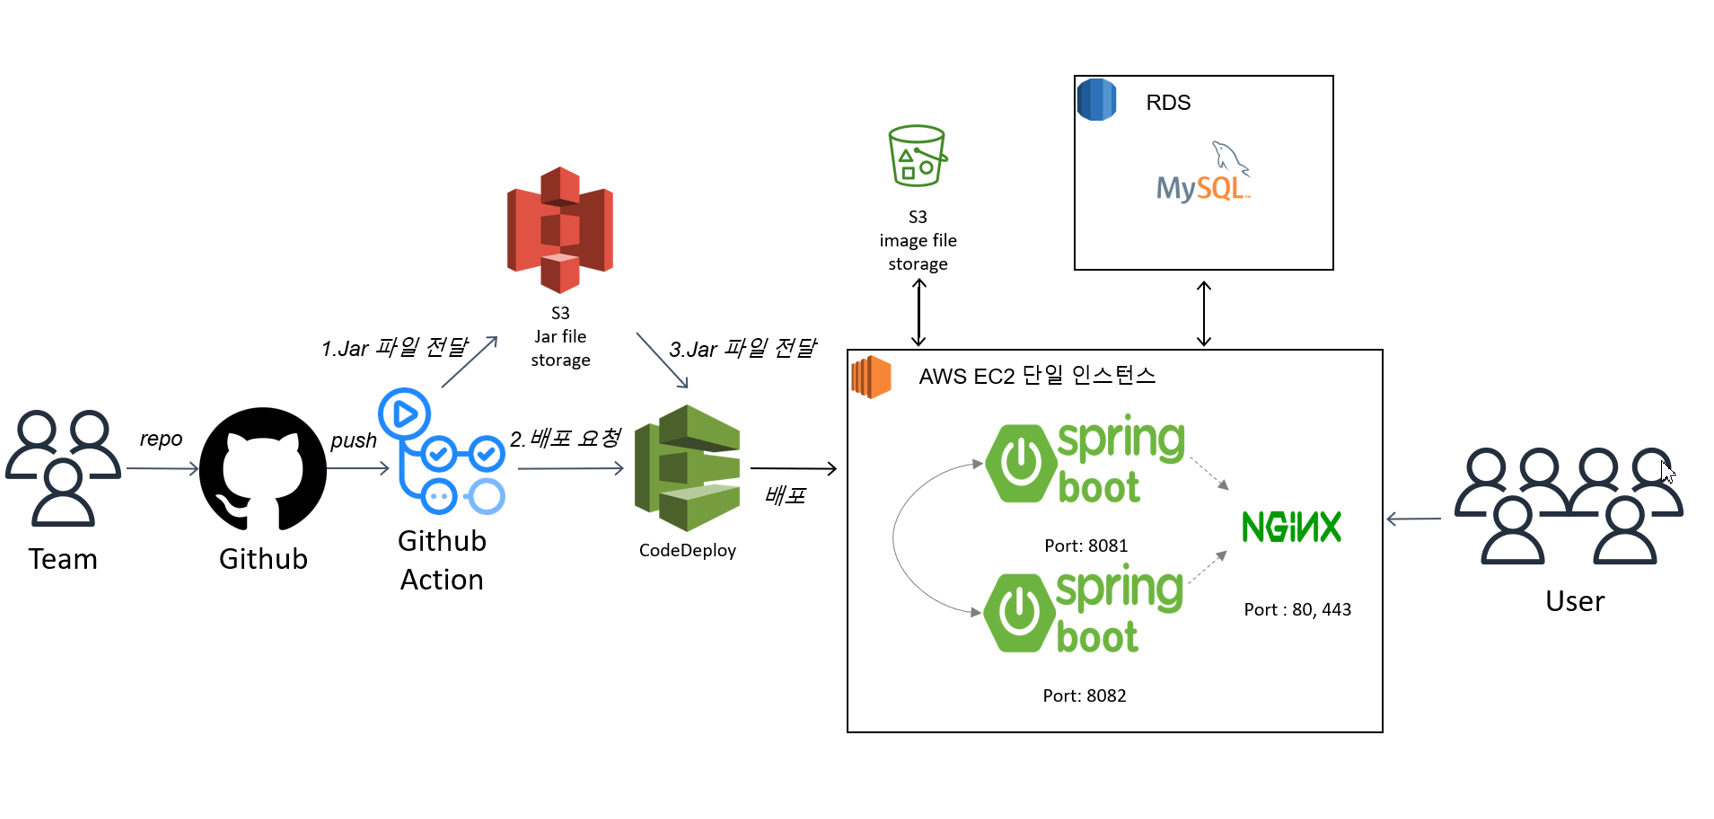 RDS
MySQL
S3
image file
storage
S3
Jar file
storage
1.Jar 파일 전달
3.Jar 파일 전달
AWS EC2 단일 인스턴스
repo
push
2.배포 요청
배포
Team
Github
Github
Action
CodeDeploy
spring
boot
Port: 8081
NGINX
Port : 80, 443
spring
boot
Port: 8082
User